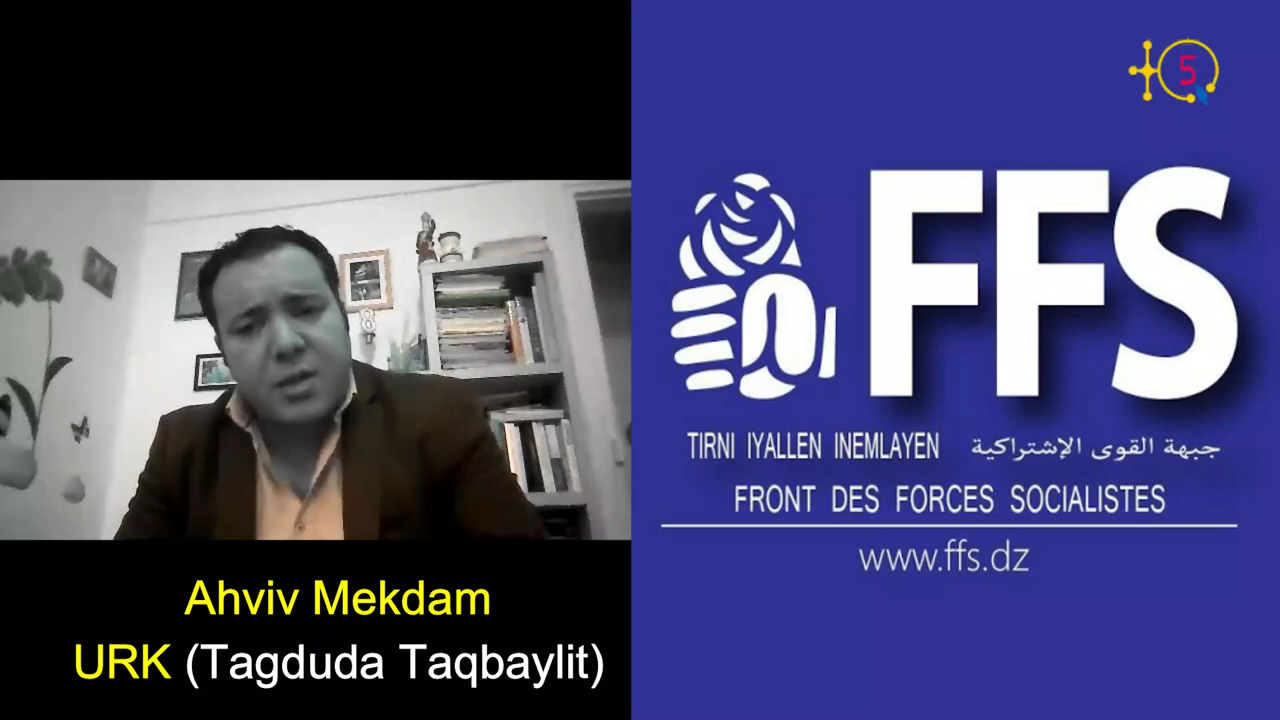 Ahviv Mekdam
URK (Tagduda Taqbaylit)
5
FFS
TIRNI IYALLEN INEMLAYEN جبهة القوى الإشتراكية
FRONT DES FORCES SOCIALISTES
www.ffs.dz